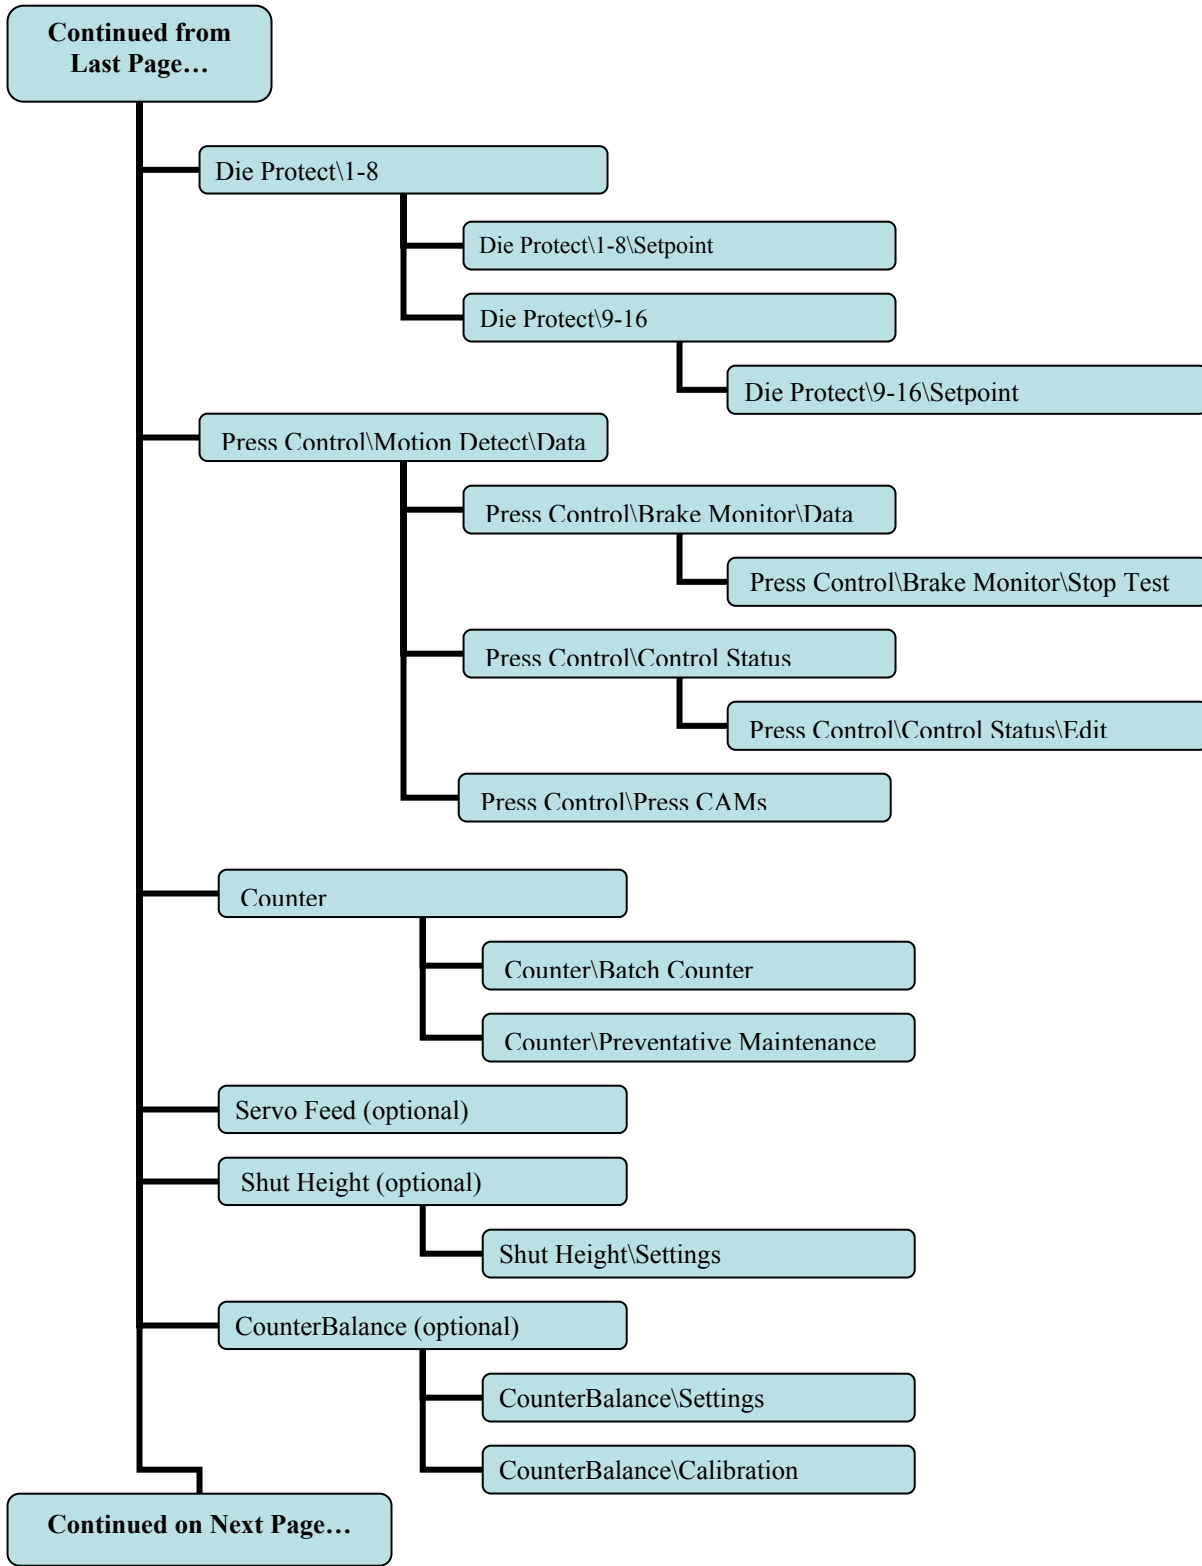 Continued from
Last Page…
Die Protect\1-8
Die Protect\1-8\Setpoint
Die Protect\9-16
Die Protect\9-16\Setpoint
Press Control\Motion Detect\Data
Press Control\Brake Monitor\Data
Press Control\Brake Monitor\Stop Test
Press Control\Control Status
Press Control\Control Status\Edit
Press Control\Press CAMs
Counter
Counter\Batch Counter
Counter\Preventative Maintenance
Servo Feed (optional)
Shut Height (optional)
Shut Height\Settings
CounterBalance (optional)
CounterBalance\Settings
CounterBalance\Calibration
Continued on Next Page…